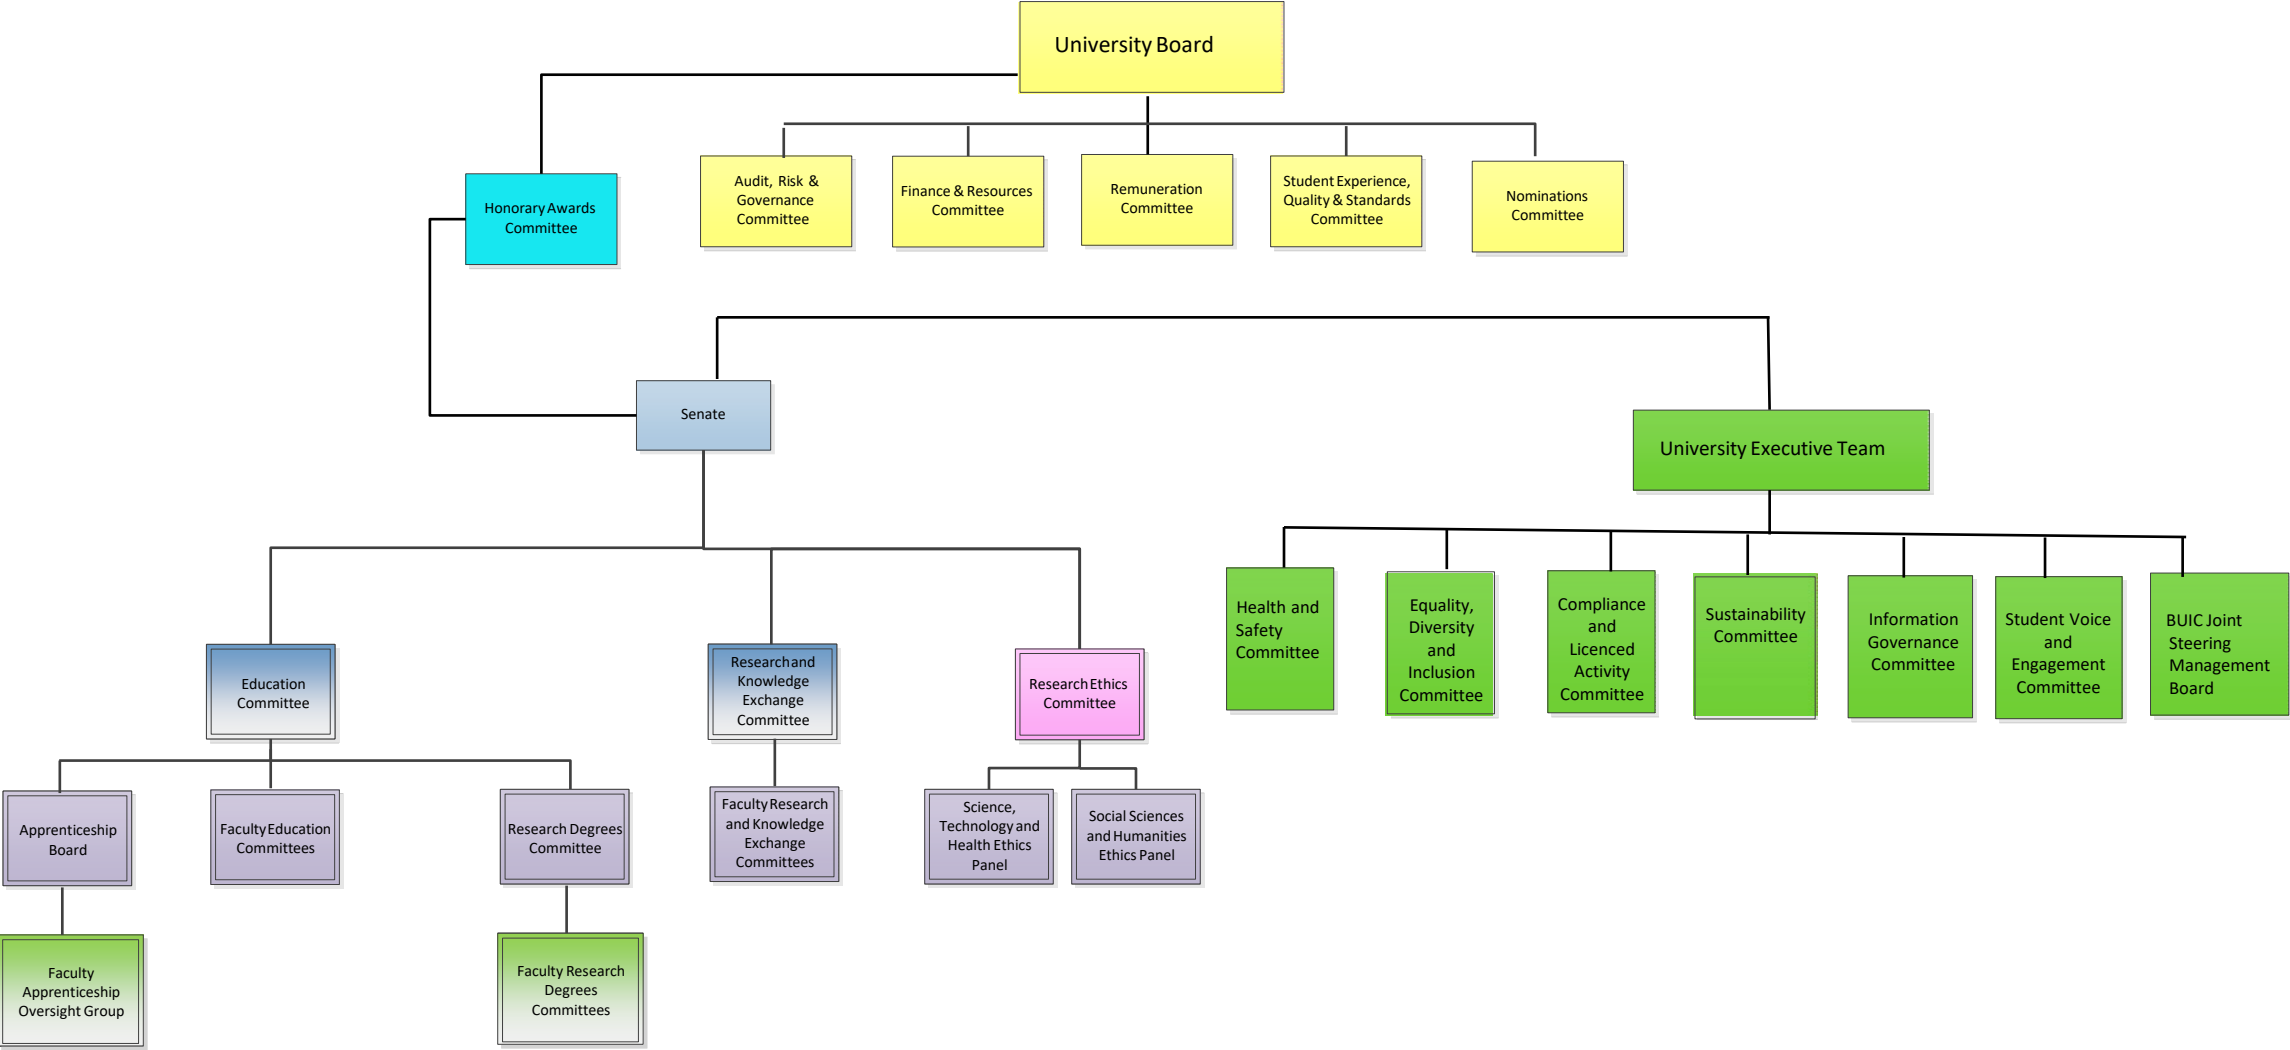 University Board
Honorary Awards
Committee
Audit, Risk &
Governance
Committee
Finance & Resources
Committee
Remuneration
Committee
Student Experience,
Quality & Standards
Committee
Nominations
Committee
Senate
University Executive Team
Education
Committee
Research and
Knowledge
Exchange
Committee
Research Ethics
Committee
Health and
Safety
Committee
Equality,
Diversity
and
Inclusion
Committee
Compliance
and
Licenced
Activity
Committee
Sustainability
Committee
Information
Governance
Committee
Student Voice
and
Engagement
Committee
BUIC Joint
Steering
Management
Board
Apprenticeship
Board
Faculty Education
Committees
Research Degrees
Committee
Faculty Research
and Knowledge
Exchange
Committees
Science,
Technology and
Health Ethics
Panel
Social Sciences
and Humanities
Ethics Panel
Faculty
Apprenticeship
Oversight Group
Faculty Research
Degrees
Committees